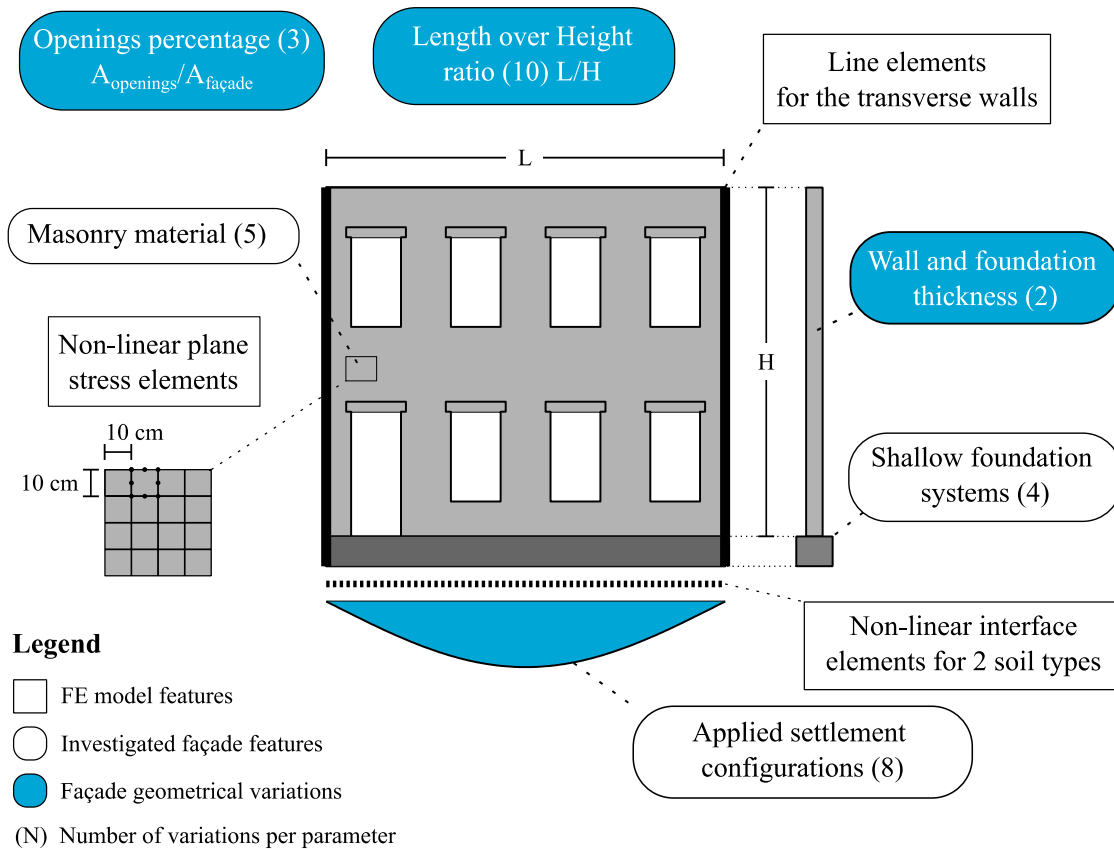 Openings percentage (3)
A_openings/A_façade
Length over Height
ratio (10) L/H
Line elements
for the transverse walls
L
Masonry material (5)
Wall and foundation
thickness (2)
Non-linear plane
stress elements
H
10 cm
10 cm
Shallow foundation
systems (4)
Non-linear interface
elements for 2 soil types
Applied settlement
configurations (8)
Legend
FE model features
Investigated façade features
Façade geometrical variations
(N) Number of variations per parameter